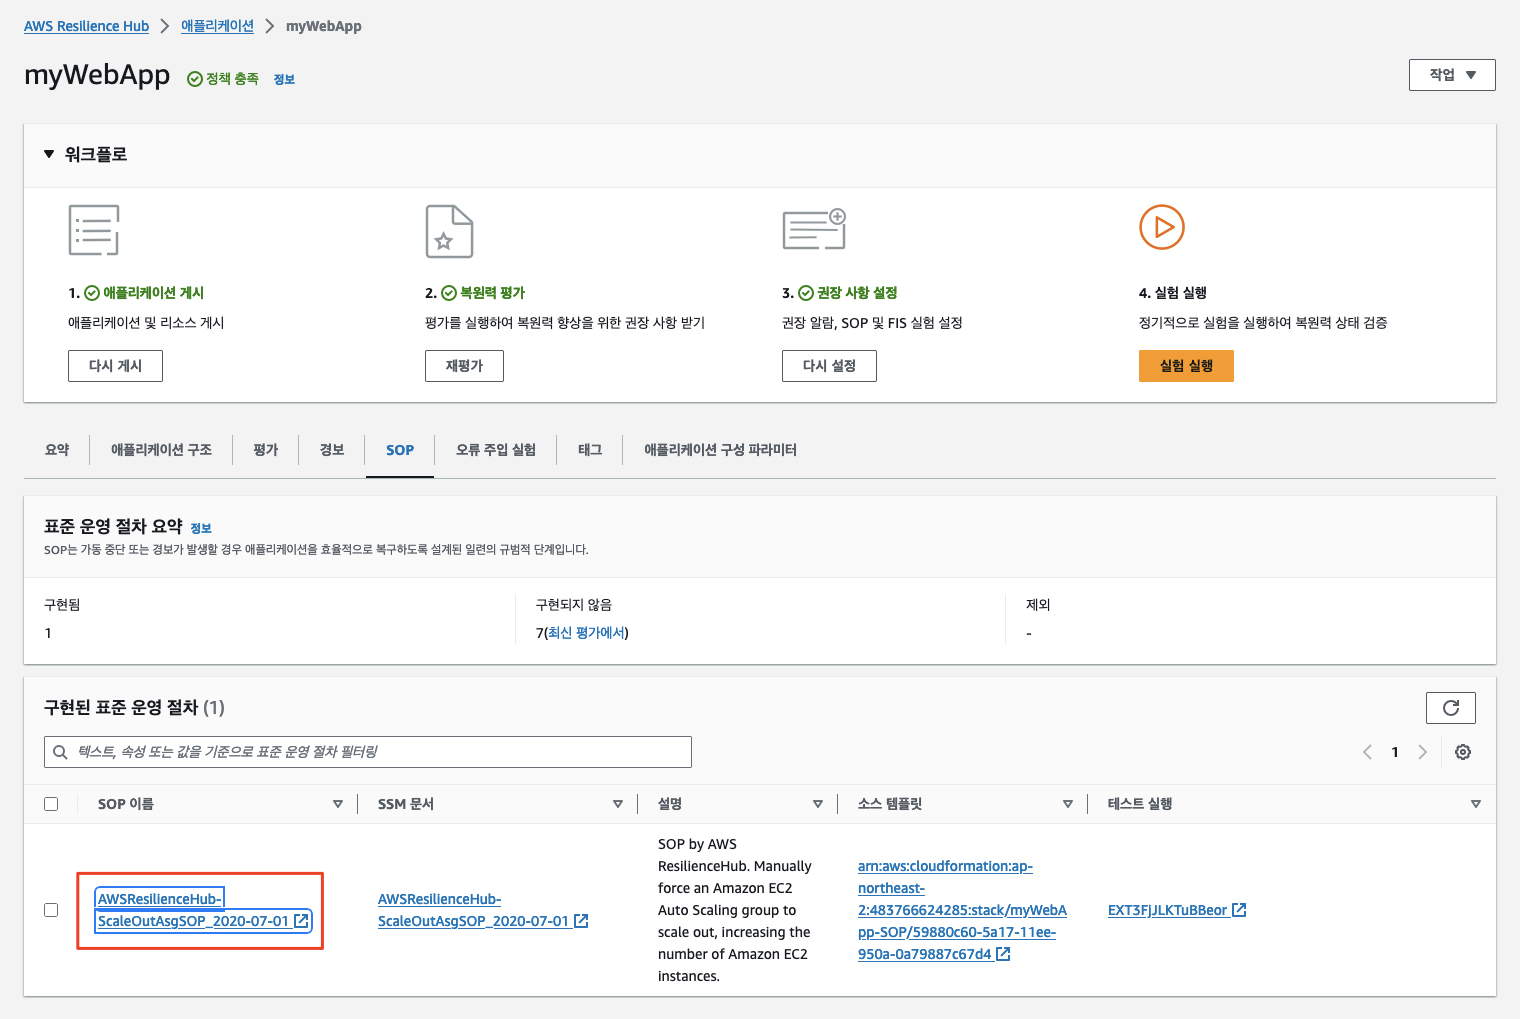 AWS Resilience Hub > 애플리케이션 > myWebApp
myWebApp 정책 충족 정보
작업 ▼
▼ 워크플로
1. 애플리케이션 게시
애플리케이션 및 리소스 게시
다시 게시
2. 복원력 평가
평가를 실행하여 복원력 향상을 위한 권장 사항 받기
재평가
3. 권장 사항 설정
권장 알람, SOP 및 FIS 실험 설정
다시 설정
4. 실험 실행
정기적으로 실험을 실행하여 복원력 상태 검증
실험 실행
요약 애플리케이션 구조 평가 경보 SOP 오류 주입 실험 태그 애플리케이션 구성 파라미터
표준 운영 절차 요약 정보
SOP는 가동 중단 또는 경보가 발생할 경우 애플리케이션을 효율적으로 복구하도록 설계된 일련의 규범적 단계입니다.
구현됨
1
구현되지 않음
7(최신 평가에서)
제외
-
구현된 표준 운영 절차 (1)
텍스트, 속성 또는 값을 기준으로 표준 운영 절차 필터링
< 1 >
SOP 이름 SSM 문서 설명 소스 템플릿 테스트 실행
AWSResilienceHub-
ScaleOutAsgSOP_2020-07-01
AWSResilienceHub-
ScaleOutAsgSOP_2020-07-01
SOP by AWS
ResilienceHub. Manually
force an Amazon EC2
Auto Scaling group to
scale out, increasing the
number of Amazon EC2
instances.
arn:aws:cloudformation:ap-
northeast-
2:483766624285:stack/myWebA
pp-SOP/59880c60-5a17-11ee-
950a-0a79887c67d4
EXT3FjJLKTuBBeor